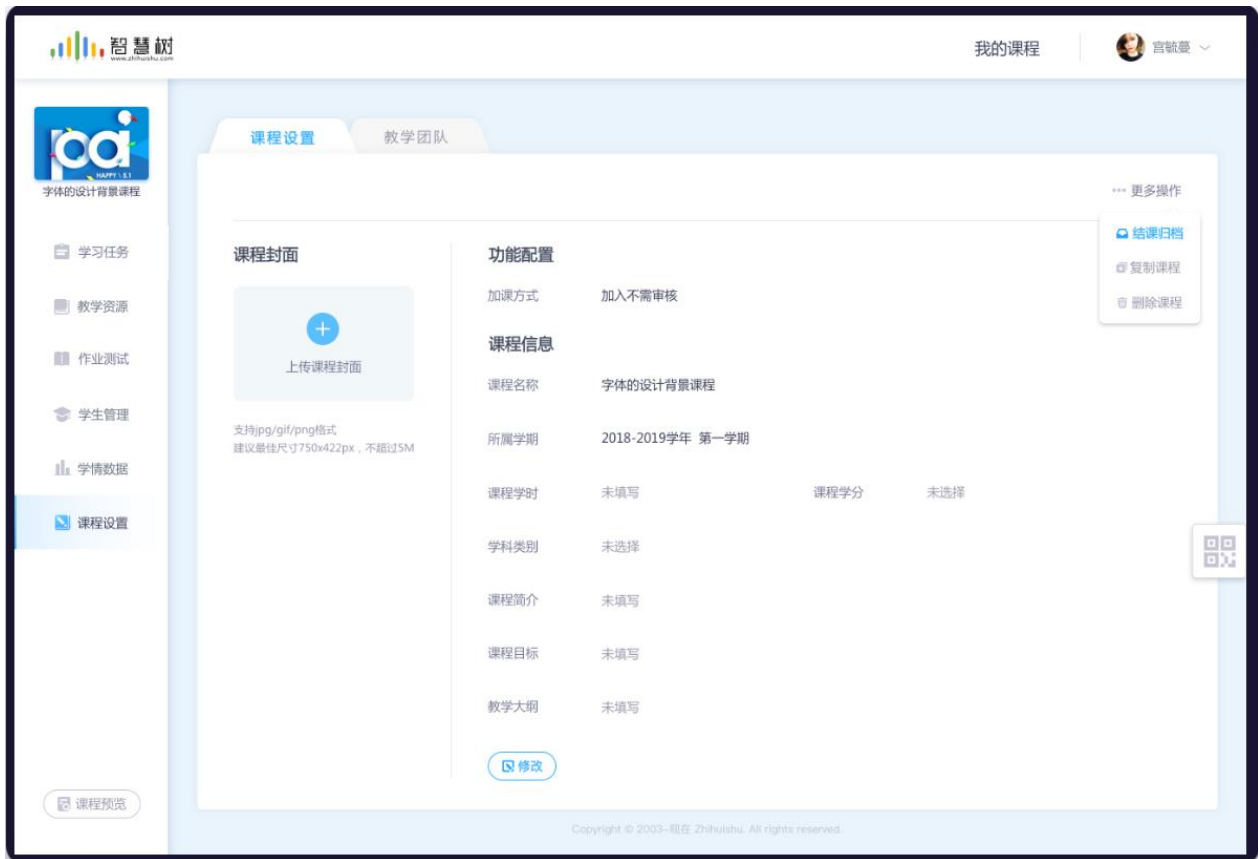 智慧树
www.zhihuishu.com
我的课程
宫毓蔓
HAPPY \ 5.1
字体的设计背景课程
学习任务
教学资源
作业测试
学生管理
学情数据
课程设置
课程预览
课程设置
教学团队
更多操作
结课归档
复制课程
删除课程
课程封面
上传课程封面
支持jpg/gif/png格式
建议最佳尺寸750x422px，不超过5M
功能配置
加课方式 加入不需审核
课程信息
课程名称 字体的设计背景课程
所属学期 2018-2019学年 第一学期
课程学时 未填写 课程学分 未选择
学科类别 未选择
课程简介 未填写
课程目标 未填写
教学大纲 未填写
修改
Copyright © 2003-现在 Zhihuishu. All rights reserved.